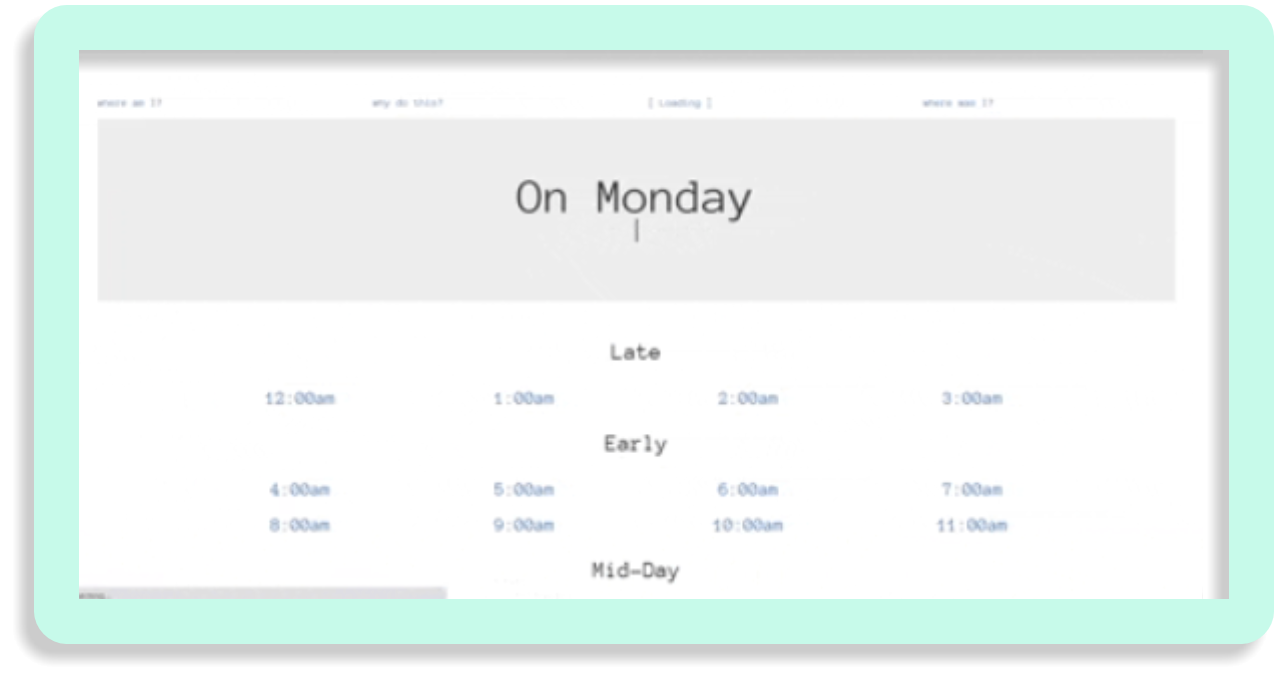 where am I? why do this? [ Loading ] where was I?
On Monday
|
Late
12:00am 1:00am 2:00am 3:00am
Early
4:00am 5:00am 6:00am 7:00am
8:00am 9:00am 10:00am 11:00am
Mid-Day